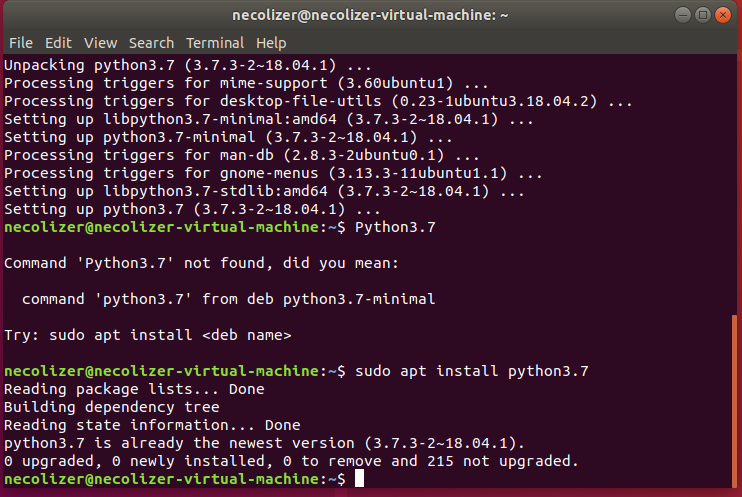 necolizer@necolizer-virtual-machine: ~
File Edit View Search Terminal Help
Unpacking python3.7 (3.7.3-2~18.04.1) ...
Processing triggers for mime-support (3.60ubuntu1) ...
Processing triggers for desktop-file-utils (0.23-1ubuntu3.18.04.2) ...
Setting up libpython3.7-minimal:amd64 (3.7.3-2~18.04.1) ...
Setting up python3.7-minimal (3.7.3-2~18.04.1) ...
Processing triggers for man-db (2.8.3-2ubuntu0.1) ...
Processing triggers for gnome-menus (3.13.3-11ubuntu1.1) ...
Setting up libpython3.7-stdlib:amd64 (3.7.3-2~18.04.1) ...
Setting up python3.7 (3.7.3-2~18.04.1) ...
necolizer@necolizer-virtual-machine:~$ Python3.7
Command 'Python3.7' not found, did you mean:
command 'python3.7' from deb python3.7-minimal
Try: sudo apt install <deb name>
necolizer@necolizer-virtual-machine:~$ sudo apt install python3.7
Reading package lists... Done
Building dependency tree
Reading state information... Done
python3.7 is already the newest version (3.7.3-2~18.04.1).
0 upgraded, 0 newly installed, 0 to remove and 215 not upgraded.
necolizer@necolizer-virtual-machine:~$